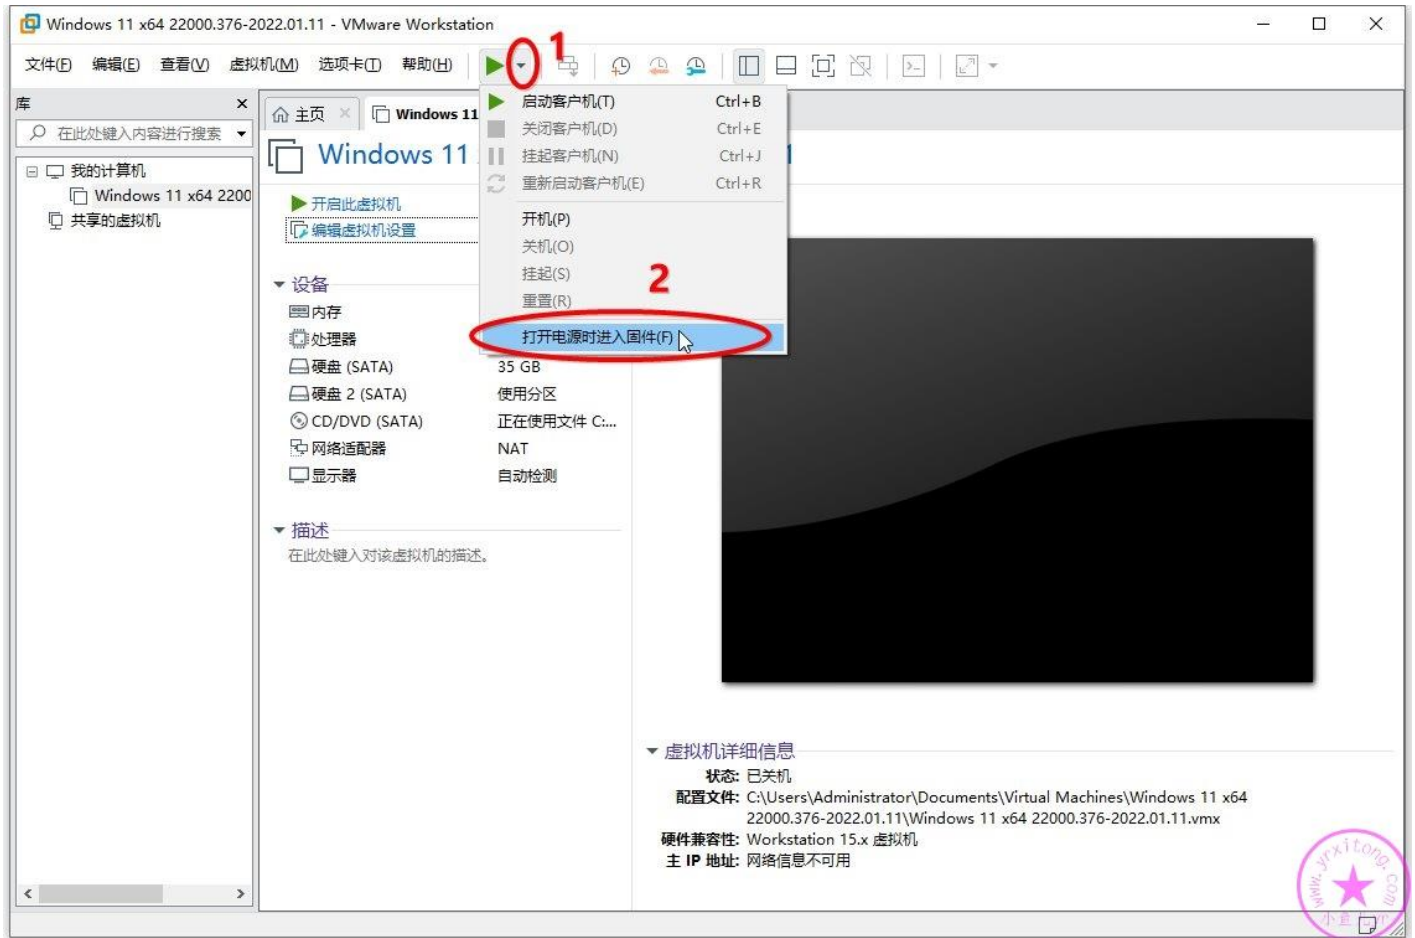 Windows 11 x64 22000.376-2022.01.11 - VMware Workstation
1
文件(F) 编辑(E) 查看(V) 虚拟机(M) 选项卡(T) 帮助(H)
库
在此处键入内容进行搜索
我的计算机
Windows 11 x64 2200
共享的虚拟机
主页
Windows 11
Windows 11
1
开启此虚拟机
编辑虚拟机设置
启动客户机(T) Ctrl+B
关闭客户机(D) Ctrl+E
挂起客户机(N) Ctrl+J
重新启动客户机(E) Ctrl+R
开机(P)
关机(O)
挂起(S)
重置(R)
2
打开电源时进入固件(F)
设备
内存
处理器
硬盘 (SATA) 35 GB
硬盘 2 (SATA) 使用分区
CD/DVD (SATA) 正在使用文件 C:...
网络适配器 NAT
显示器 自动检测
描述
在此处键入对该虚拟机的描述。
虚拟机详细信息
状态: 已关机
配置文件: C:\Users\Administrator\Documents\Virtual Machines\Windows 11 x64
22000.376-2022.01.11\Windows 11 x64 22000.376-2022.01.11.vmx
硬件兼容性: Workstation 15.x 虚拟机
主 IP 地址: 网络信息不可用
www.yrxitong.com